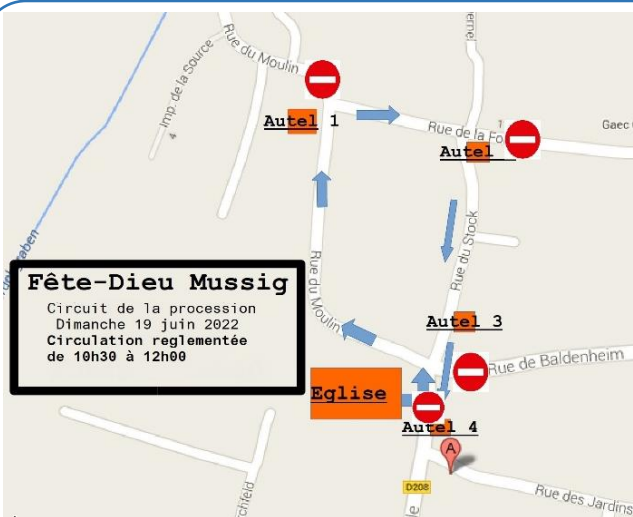 Rue du Moulin
Imp. de la Source
4
Autel 1
Rue de la Fo
1
Gaec
Autel _
Rue du Stock
Fête-Dieu Mussig
Circuit de la procession
Dimanche 19 juin 2022
Circulation reglementée
de 10h30 à 12h00
Rue du Moulin
Autel 3
Rue de Baldenheim
Eglise
Autel 4
A
D208
Rue des Jardins